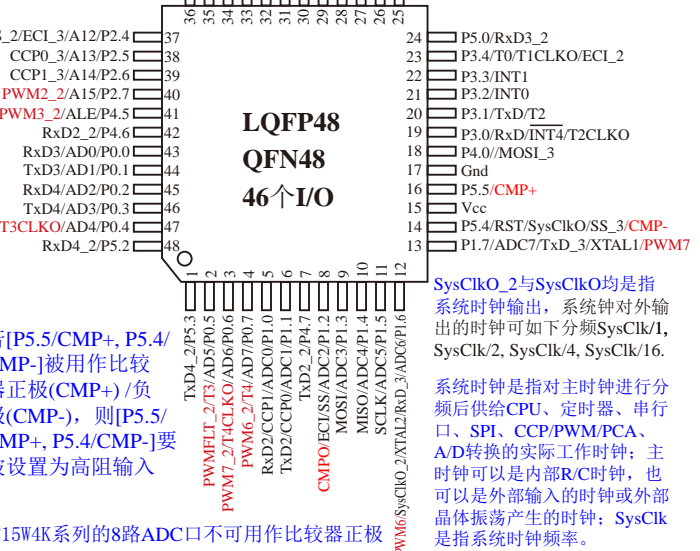 36 35 34 33 32 31 30 29 28 27 26 25
_2/ECI_3/A12/P2.4 37
CCP0_3/A13/P2.5 38
CCP1_3/A14/P2.6 39
PWM2_2/A15/P2.7 40
PWM3_2/ALE/P4.5 41
RxD2_2/P4.6 42
RxD3/AD0/P0.0 43
TxD3/AD1/P0.1 44
RxD4/AD2/P0.2 45
TxD4/AD3/P0.3 46
T3CLKO/AD4/P0.4 47
RxD4_2/P5.2 48
LQFP48
QFN48
46个I/O
24 P5.0/RxD3_2
23 P3.4/T0/T1CLKO/ECI_2
22 P3.3/INT1
21 P3.2/INT0
20 P3.1/TxD/T2
19 P3.0/RxD/INT4/T2CLKO
18 P4.0//MOSI_3
17 Gnd
16 P5.5/CMP+
15 Vcc
14 P5.4/RST/SysClkO/SS_3/CMP-
13 P1.7/ADC7/TxD_3/XTAL1/PWM7
TxD4_2/P5.3 1
PWMFLT_2/T3/AD5/P0.5 2
PWM7_2/T4CLKO/AD6/P0.6 3
PWM6_2/T4/AD7/P0.7 4
RxD2/CCP1/ADC0/P1.0 5
TxD2/CCP0/ADC1/P1.1 6
TxD2_2/P4.7 7
CMPO/ECI/SS/ADC2/P1.2 8
MOSI/ADC3/P1.3 9
MISO/ADC4/P1.4 10
SCLK/ADC5/P1.5 11
PWM6/SysClkO_2/XTAL2/RxD_3/ADC6/P1.6 12
[P5.5/CMP+, P5.4/
CMP-]被用作比较
器正极(CMP+) /负
极(CMP-)，则[P5.5/
CMP+, P5.4/CMP-]要
被设置为高阻输入
15W4K系列的8路ADC口不可用作比较器正极
SysClkO_2与SysClkO均是指
系统时钟输出，系统钟对外输
出的时钟可如下分频SysClk/1,
SysClk/2, SysClk/4, SysClk/16.
系统时钟是指对主时钟进行分
频后供给CPU、定时器、串行
口、SPI、CCP/PWM/PCA、
A/D转换的实际工作时钟；主
时钟可以是内部R/C时钟，也
可以是外部输入的时钟或外部
晶体振荡产生的时钟；SysClk
是指系统时钟频率。